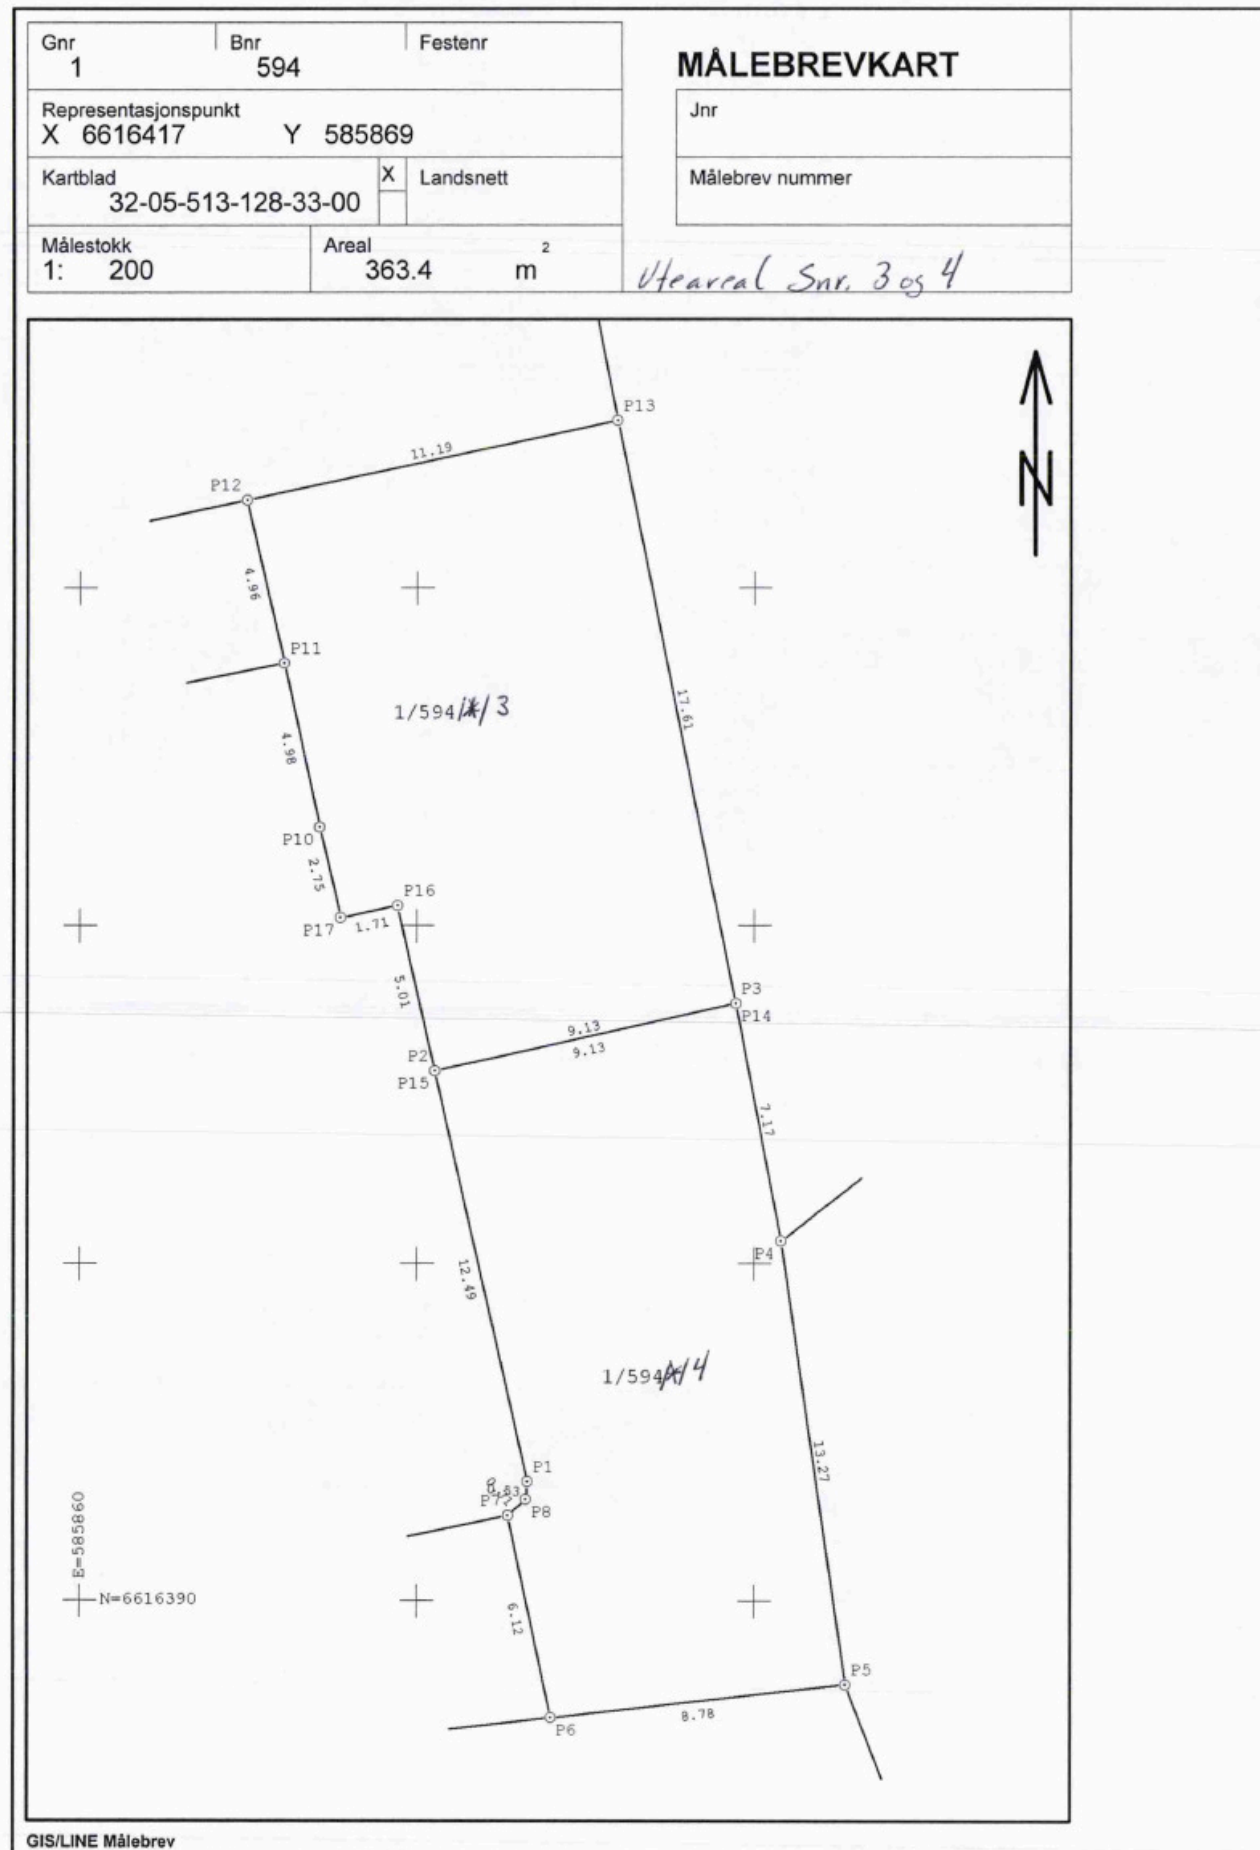 Gnr Bnr Festenr
1 594
MÅLEBREVKART
Representasjonspunkt
X 6616417 Y 585869
Jnr
Kartblad X Landsnett
32-05-513-128-33-00
Målebrev nummer
Målestokk Areal 2
1: 200 363.4 m
Uteareal Snr. 3 og 4
P13
11.19
P12
N
4.96
P11
17.61
1/594/ /3
4.98
P10
2.75
P16
P17 1.71
5.01
P3
9.13 P14
P2 9.13
P15
7.17
P4
12.49
1/594 /4
13.27
P1
P7
P8
E=585860
N=6616390
6.12
P5
8.78
P6
GIS/LINE Målebrev